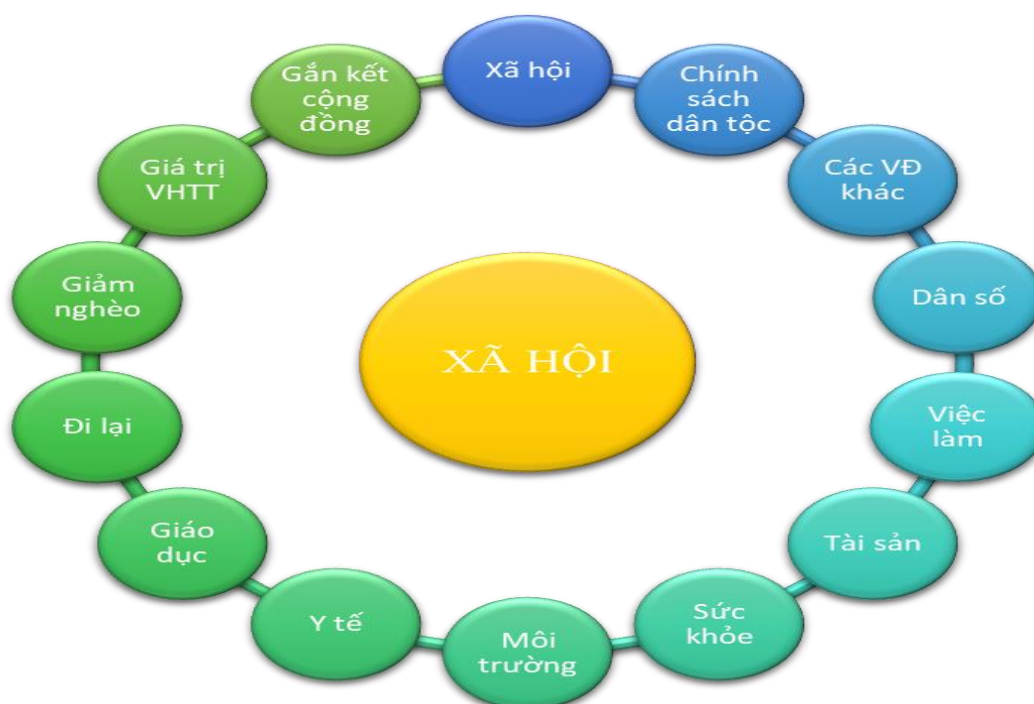 Xã hội
Chính
sách
dân tộc
Các VĐ
khác
Dân số
Việc
làm
Tài sản
Sức
khỏe
Môi
trường
Y tế
Giáo
dục
Đi lại
Giảm
nghèo
Giá trị
VHTT
Gắn kết
cộng
đồng
XÃ HỘI